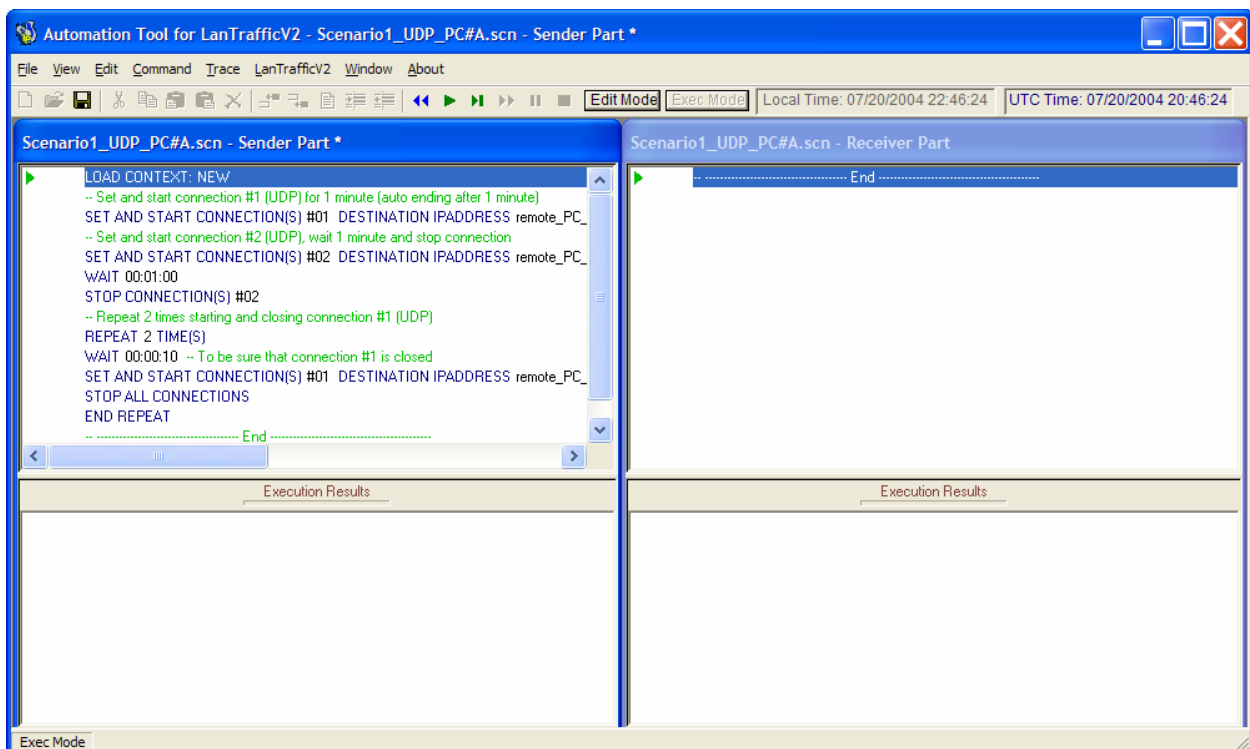 Automation Tool for LanTrafficV2 - Scenario1_UDP_PC#A.scn - Sender Part *
File View Edit Command Trace LanTrafficV2 Window About
Edit Mode Exec Mode Local Time: 07/20/2004 22:46:24 UTC Time: 07/20/2004 20:46:24
Scenario1_UDP_PC#A.scn - Sender Part *
LOAD CONTEXT: NEW
-- Set and start connection #1 (UDP) for 1 minute (auto ending after 1 minute)
SET AND START CONNECTION(S) #01 DESTINATION IPADDRESS remote_PC_
-- Set and start connection #2 (UDP), wait 1 minute and stop connection
SET AND START CONNECTION(S) #02 DESTINATION IPADDRESS remote_PC_
WAIT 00:01:00
STOP CONNECTION(S) #02
-- Repeat 2 times starting and closing connection #1 (UDP)
REPEAT 2 TIME(S)
WAIT 00:00:10 -- To be sure that connection #1 is closed
SET AND START CONNECTION(S) #01 DESTINATION IPADDRESS remote_PC_
STOP ALL CONNECTIONS
END REPEAT
-- -------------------------------------- End -------------------------------------------
Execution Results
Scenario1_UDP_PC#A.scn - Receiver Part
-- -------------------------------------- End -------------------------------------------
Execution Results
Exec Mode